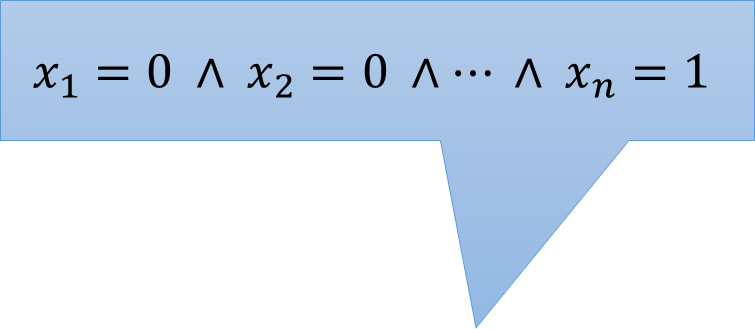 𝑥₁ = 0 ∧ 𝑥₂ = 0 ∧ ⋯ ∧ 𝑥ₙ = 1